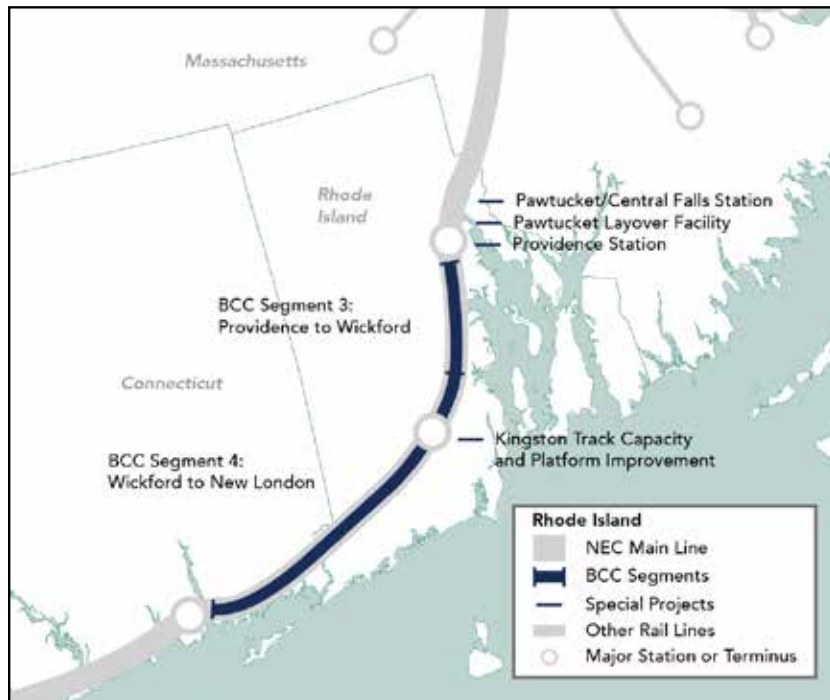 Massachusetts
Rhode
Island
Pawtucket/Central Falls Station
Pawtucket Layover Facility
Providence Station
BCC Segment 3:
Providence to Wickford
Connecticut
Kingston Track Capacity
and Platform Improvement
BCC Segment 4:
Wickford to New London
Rhode Island
NEC Main Line
BCC Segments
Special Projects
Other Rail Lines
Major Station or Terminus